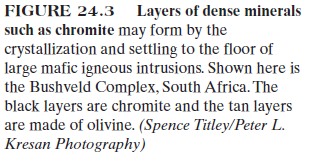 FIGURE 24.3 Layers of dense minerals
such as chromite may form by the
crystallization and settling to the floor of
large mafic igneous intrusions. Shown here is
the Bushveld Complex, South Africa. The
black layers are chromite and the tan layers
are made of olivine. (Spence Titley/Peter L.
Kresan Photography)